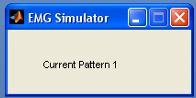 EMG Simulator
Current Pattern 1